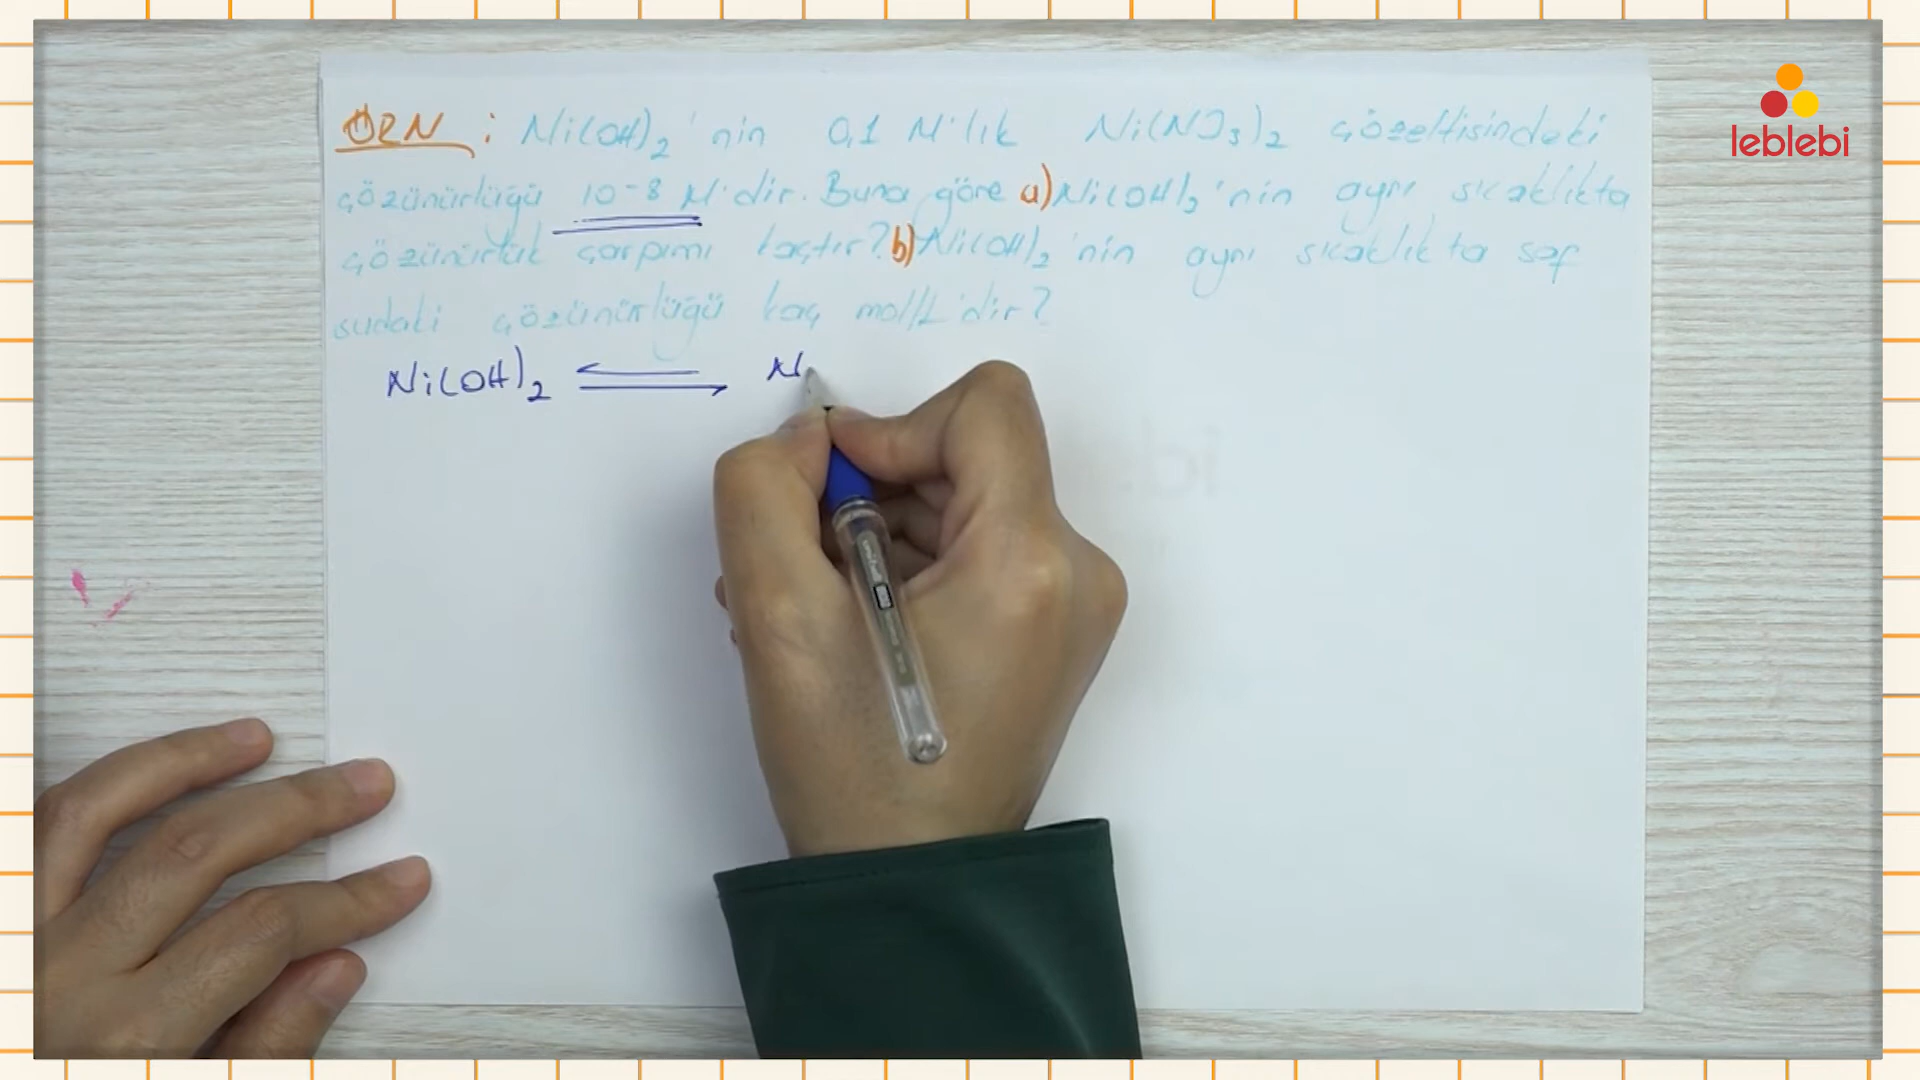 ÖRN : Ni(OH)2'nin 0,1 M'lık Ni(NO3)2 çözeltisindeki
çözünürlüğü 10-8 M'dir. Buna göre a) Ni(OH)2'nin aynı sıcaklıkta
çözünürlük çarpımı kaçtır? b) Ni(OH)2'nin aynı sıcaklıkta saf
sudaki çözünürlüğü kaç mol/L'dir?
Ni(OH)2 ⇌ N
leblebi